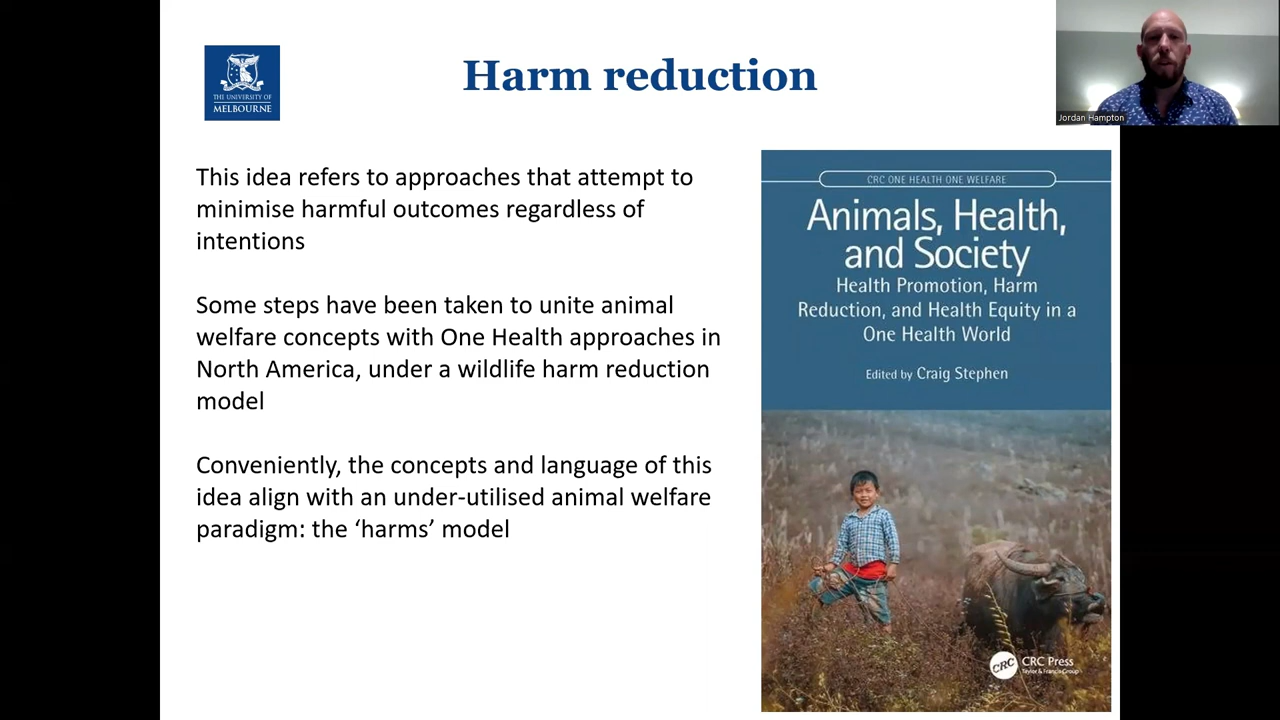 THE UNIVERSITY OF
MELBOURNE
Harm reduction
Jordan Hampton
This idea refers to approaches that attempt to
minimise harmful outcomes regardless of
intentions
Some steps have been taken to unite animal
welfare concepts with One Health approaches in
North America, under a wildlife harm reduction
model
Conveniently, the concepts and language of this
idea align with an under-utilised animal welfare
paradigm: the ‘harms’ model
CRC ONE HEALTH ONE WELFARE
Animals, Health,
and Society
Health Promotion, Harm
Reduction, and Health Equity in a
One Health World
Edited by Craig Stephen
CRC
CRC Press
Taylor & Francis Group